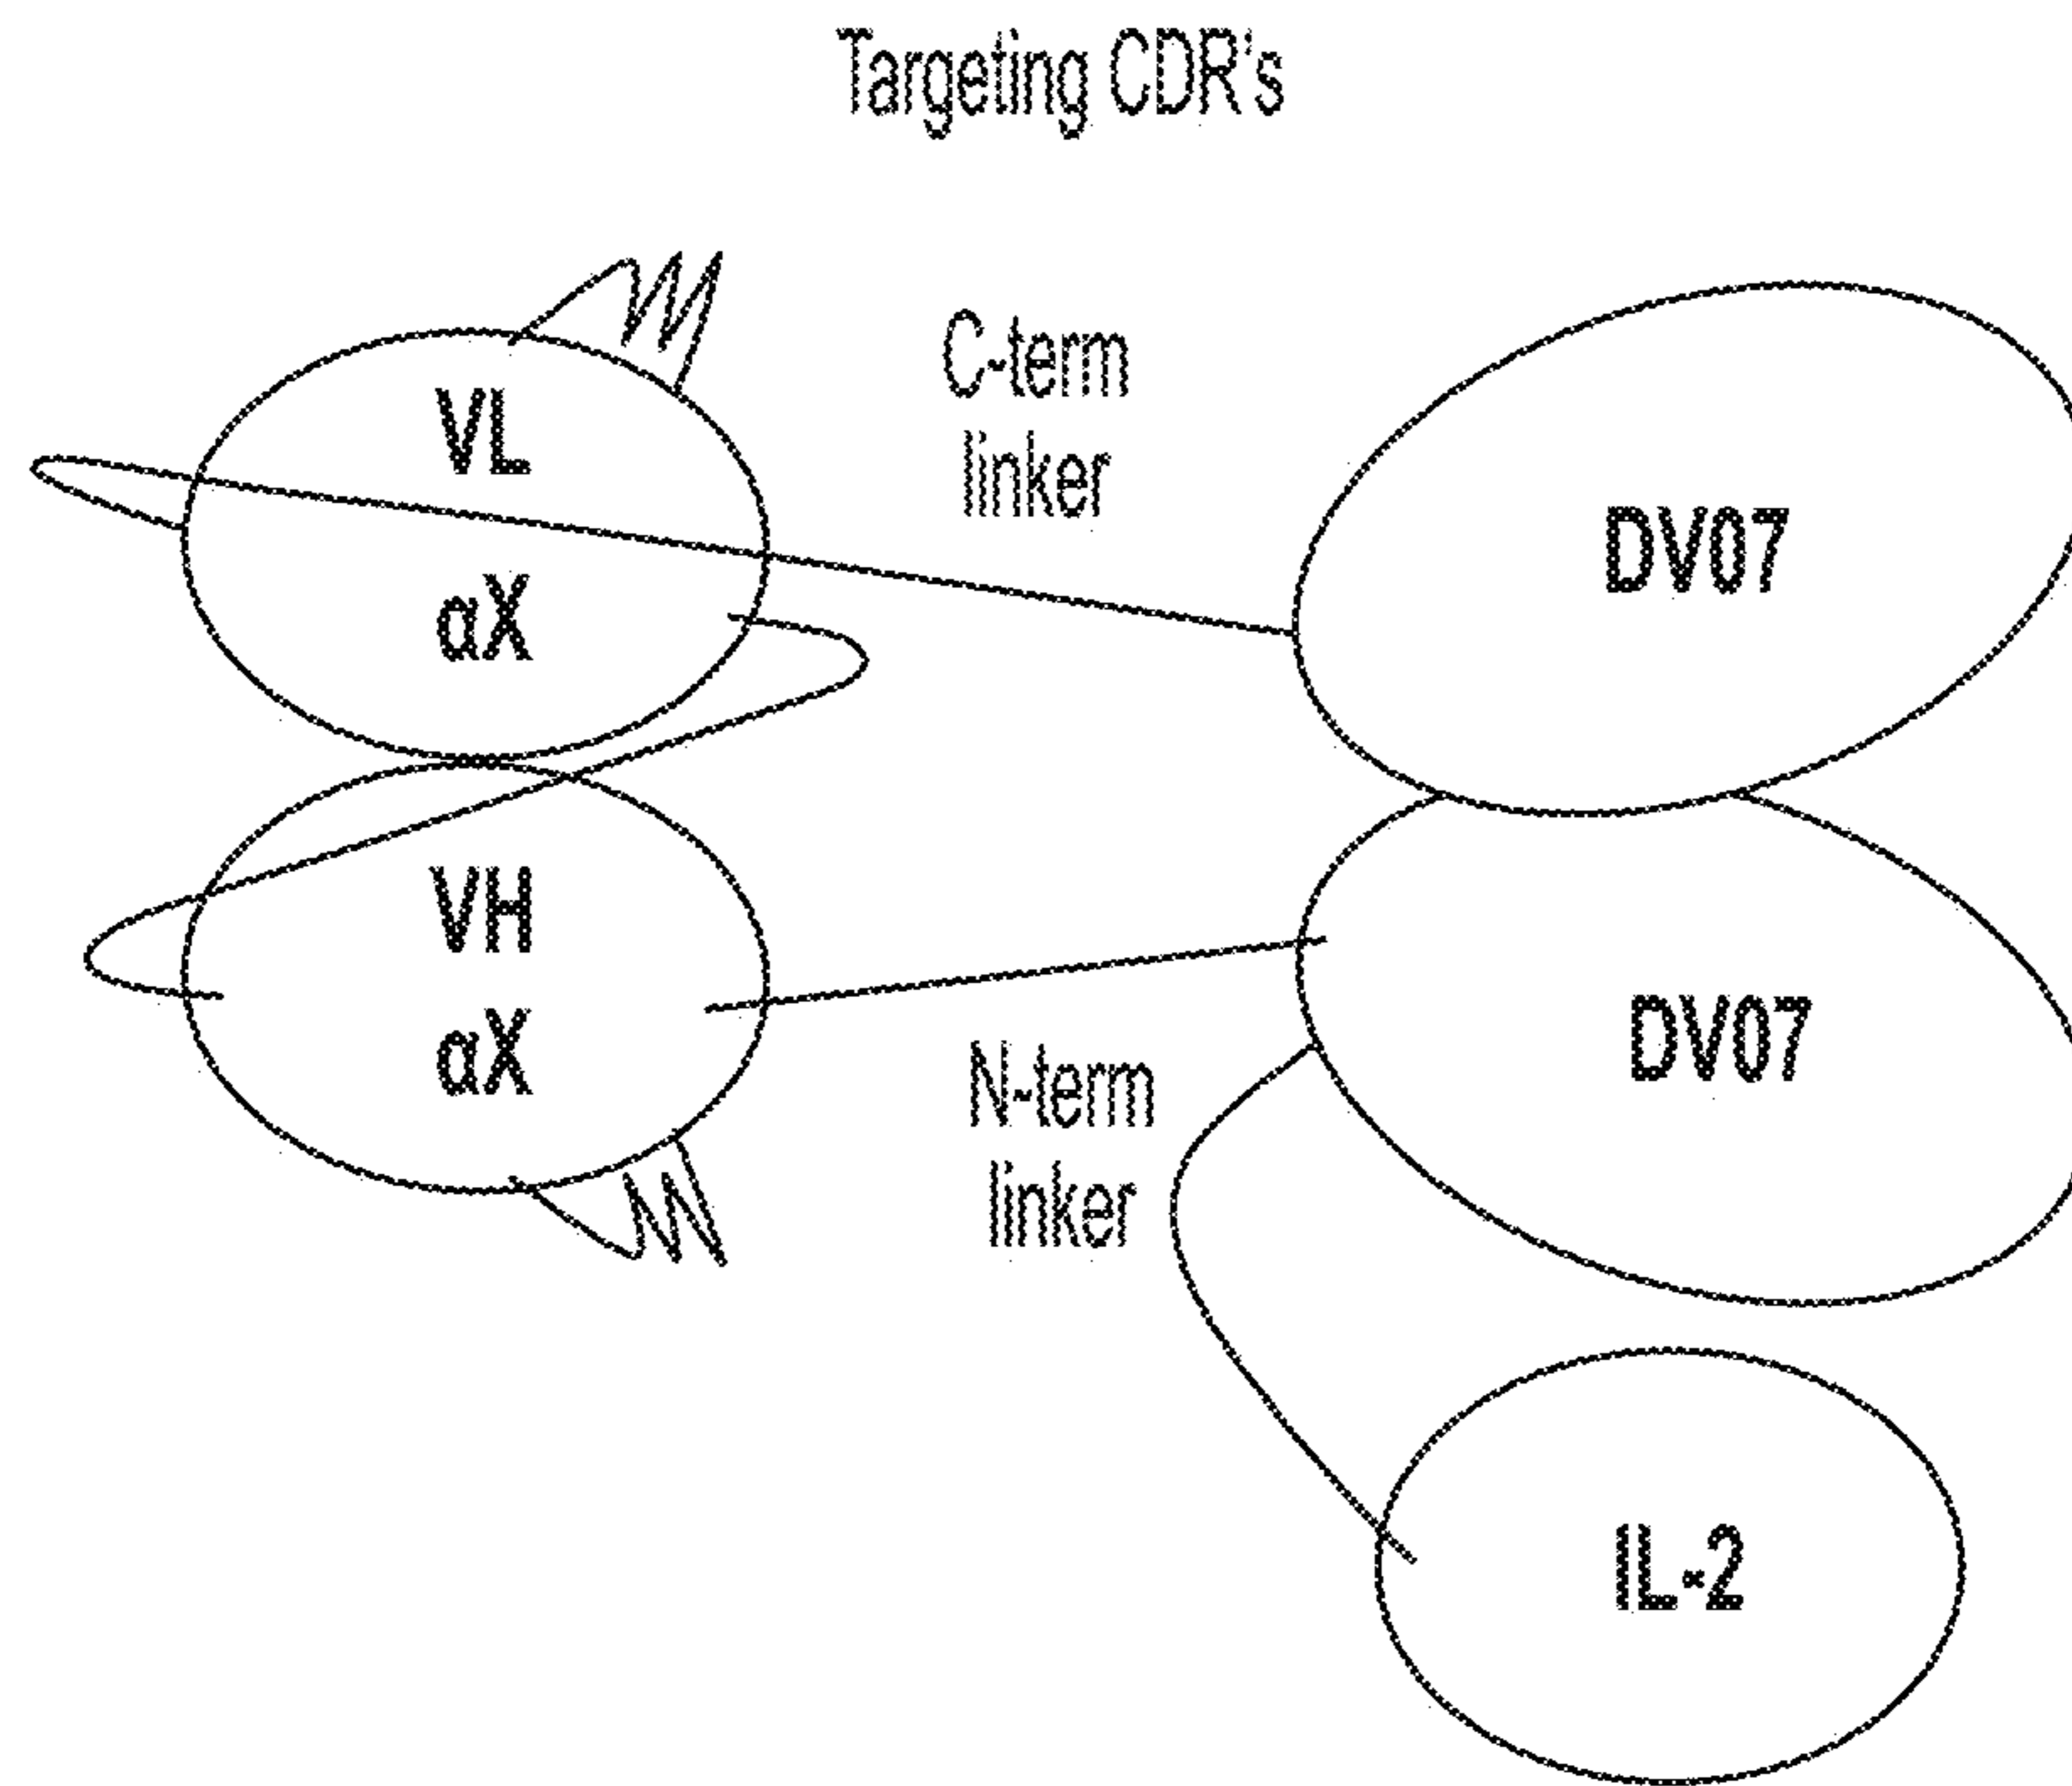 Targeting CDR's
VL
αX
C-term
linker
DV07
VH
αX
N-term
linker
DV07
IL-2